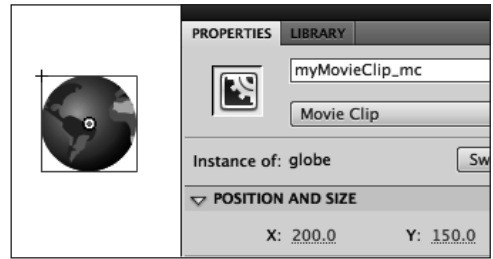 PROPERTIES LIBRARY
myMovieClip_mc
Movie Clip
Instance of: globe Sw
POSITION AND SIZE
X: 200.0 Y: 150.0